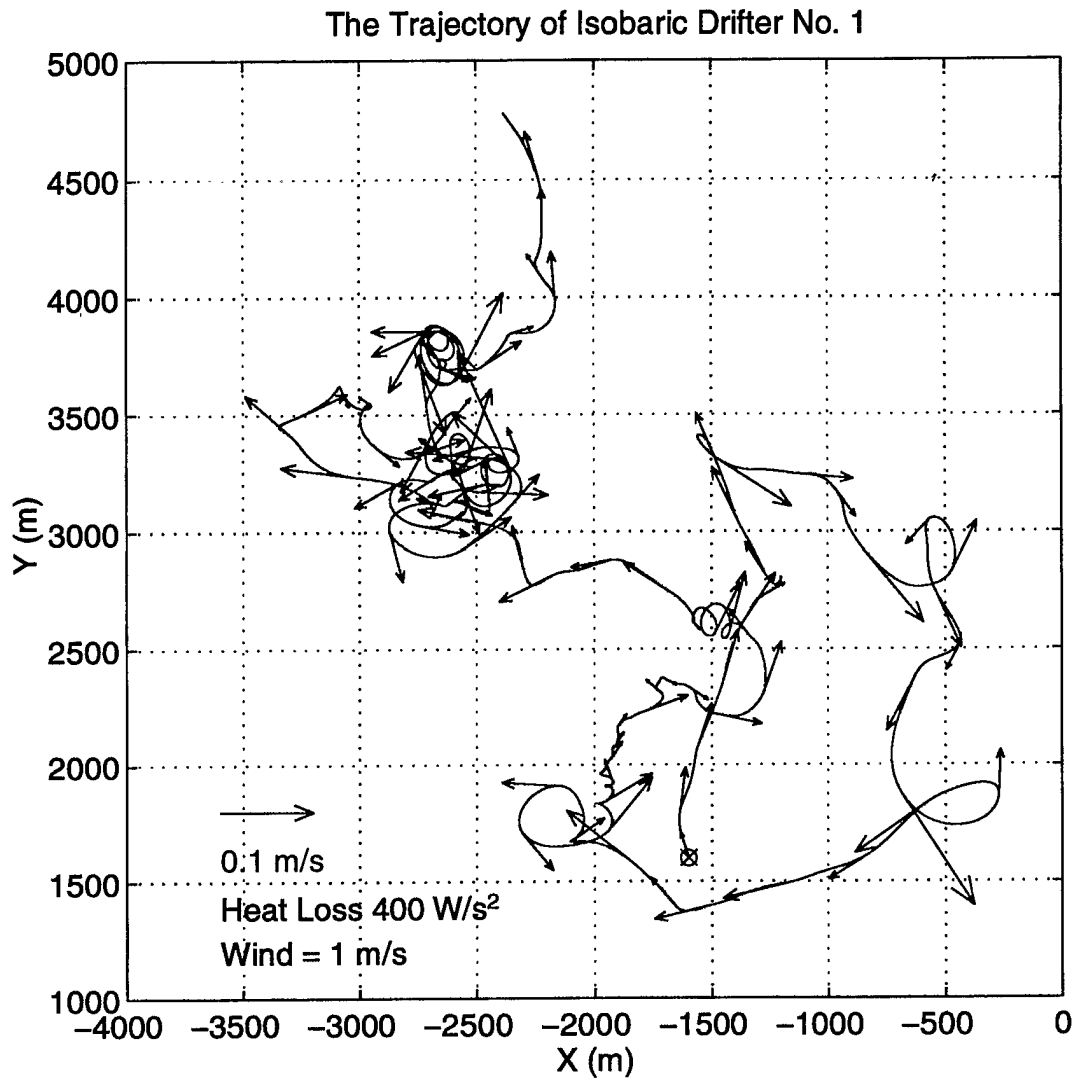 The Trajectory of Isobaric Drifter No. 1
5000
4500
4000
3500
3000
2500
2000
1500
1000
Y (m)
0.1 m/s
Heat Loss 400 W/s²
Wind = 1 m/s
−4000 −3500 −3000 −2500 −2000 −1500 −1000 −500 0
X (m)